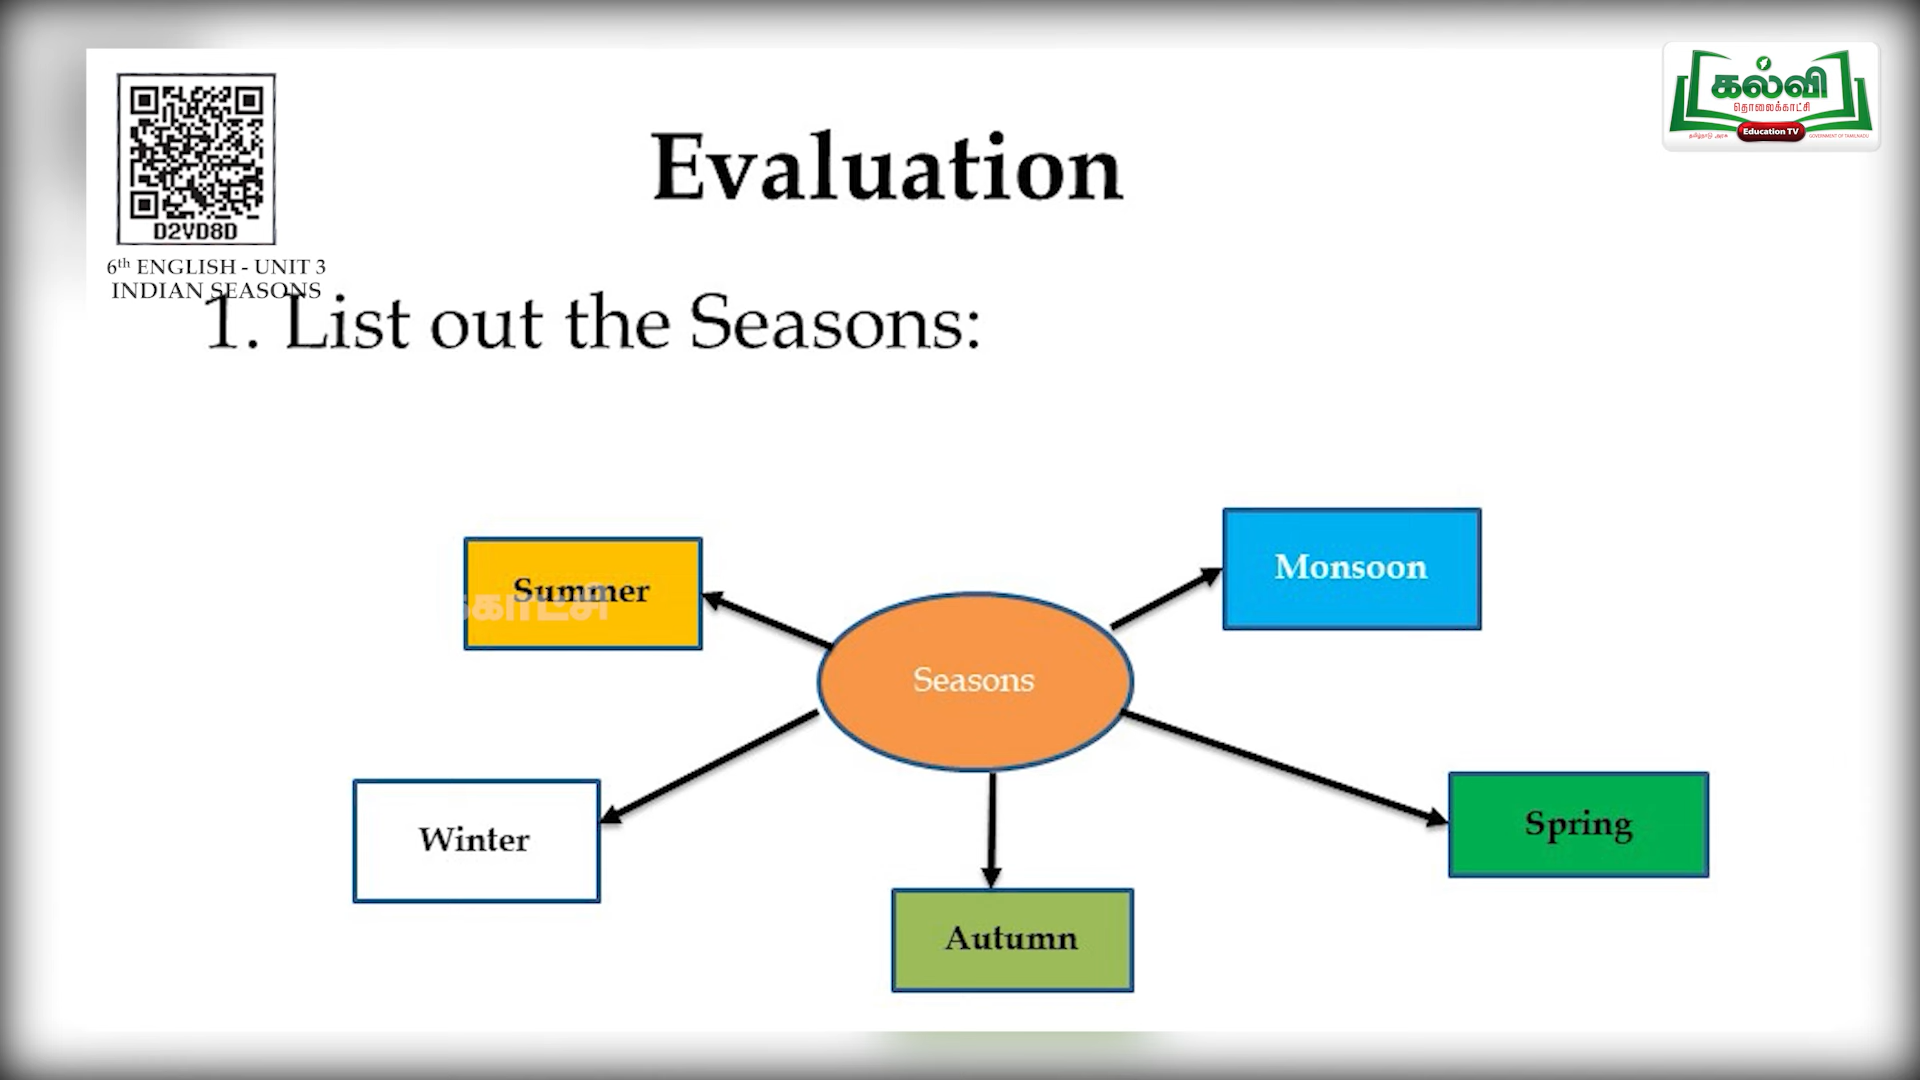 கல்வி
தொலைக்காட்சி
தமிழ்நாடு அரசு
Education TV
GOVERNMENT OF TAMILNADU
D2VD8D
6th ENGLISH - UNIT 3
INDIAN SEASONS
Evaluation
1. List out the Seasons:
Monsoon
Summer
காட்சி
Seasons
Spring
Winter
Autumn